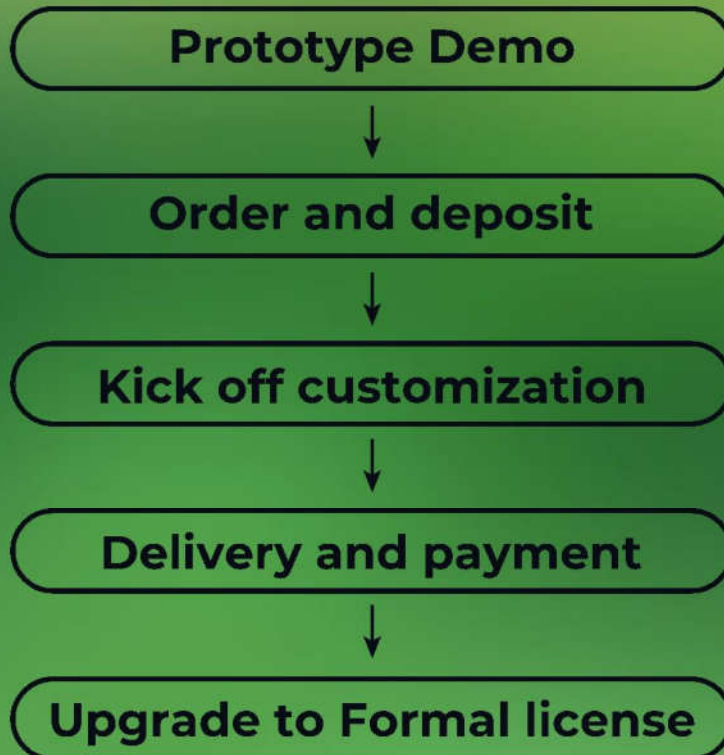 Prototype Demo
Order and deposit
Kick off customization
Delivery and payment
Upgrade to Formal license